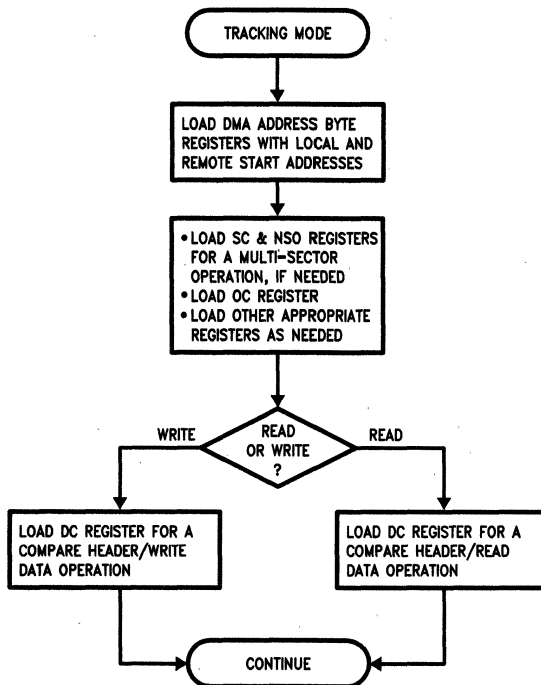 TRACKING MODE
LOAD DMA ADDRESS BYTE
REGISTERS WITH LOCAL AND
REMOTE START ADDRESSES
• LOAD SC & NSO REGISTERS
FOR A MULTI-SECTOR
OPERATION, IF NEEDED
• LOAD OC REGISTER
• LOAD OTHER APPROPRIATE
REGISTERS AS NEEDED
READ
OR WRITE
?
WRITE
READ
LOAD DC REGISTER FOR A
COMPARE HEADER/WRITE
DATA OPERATION
LOAD DC REGISTER FOR A
COMPARE HEADER/READ
DATA OPERATION
CONTINUE